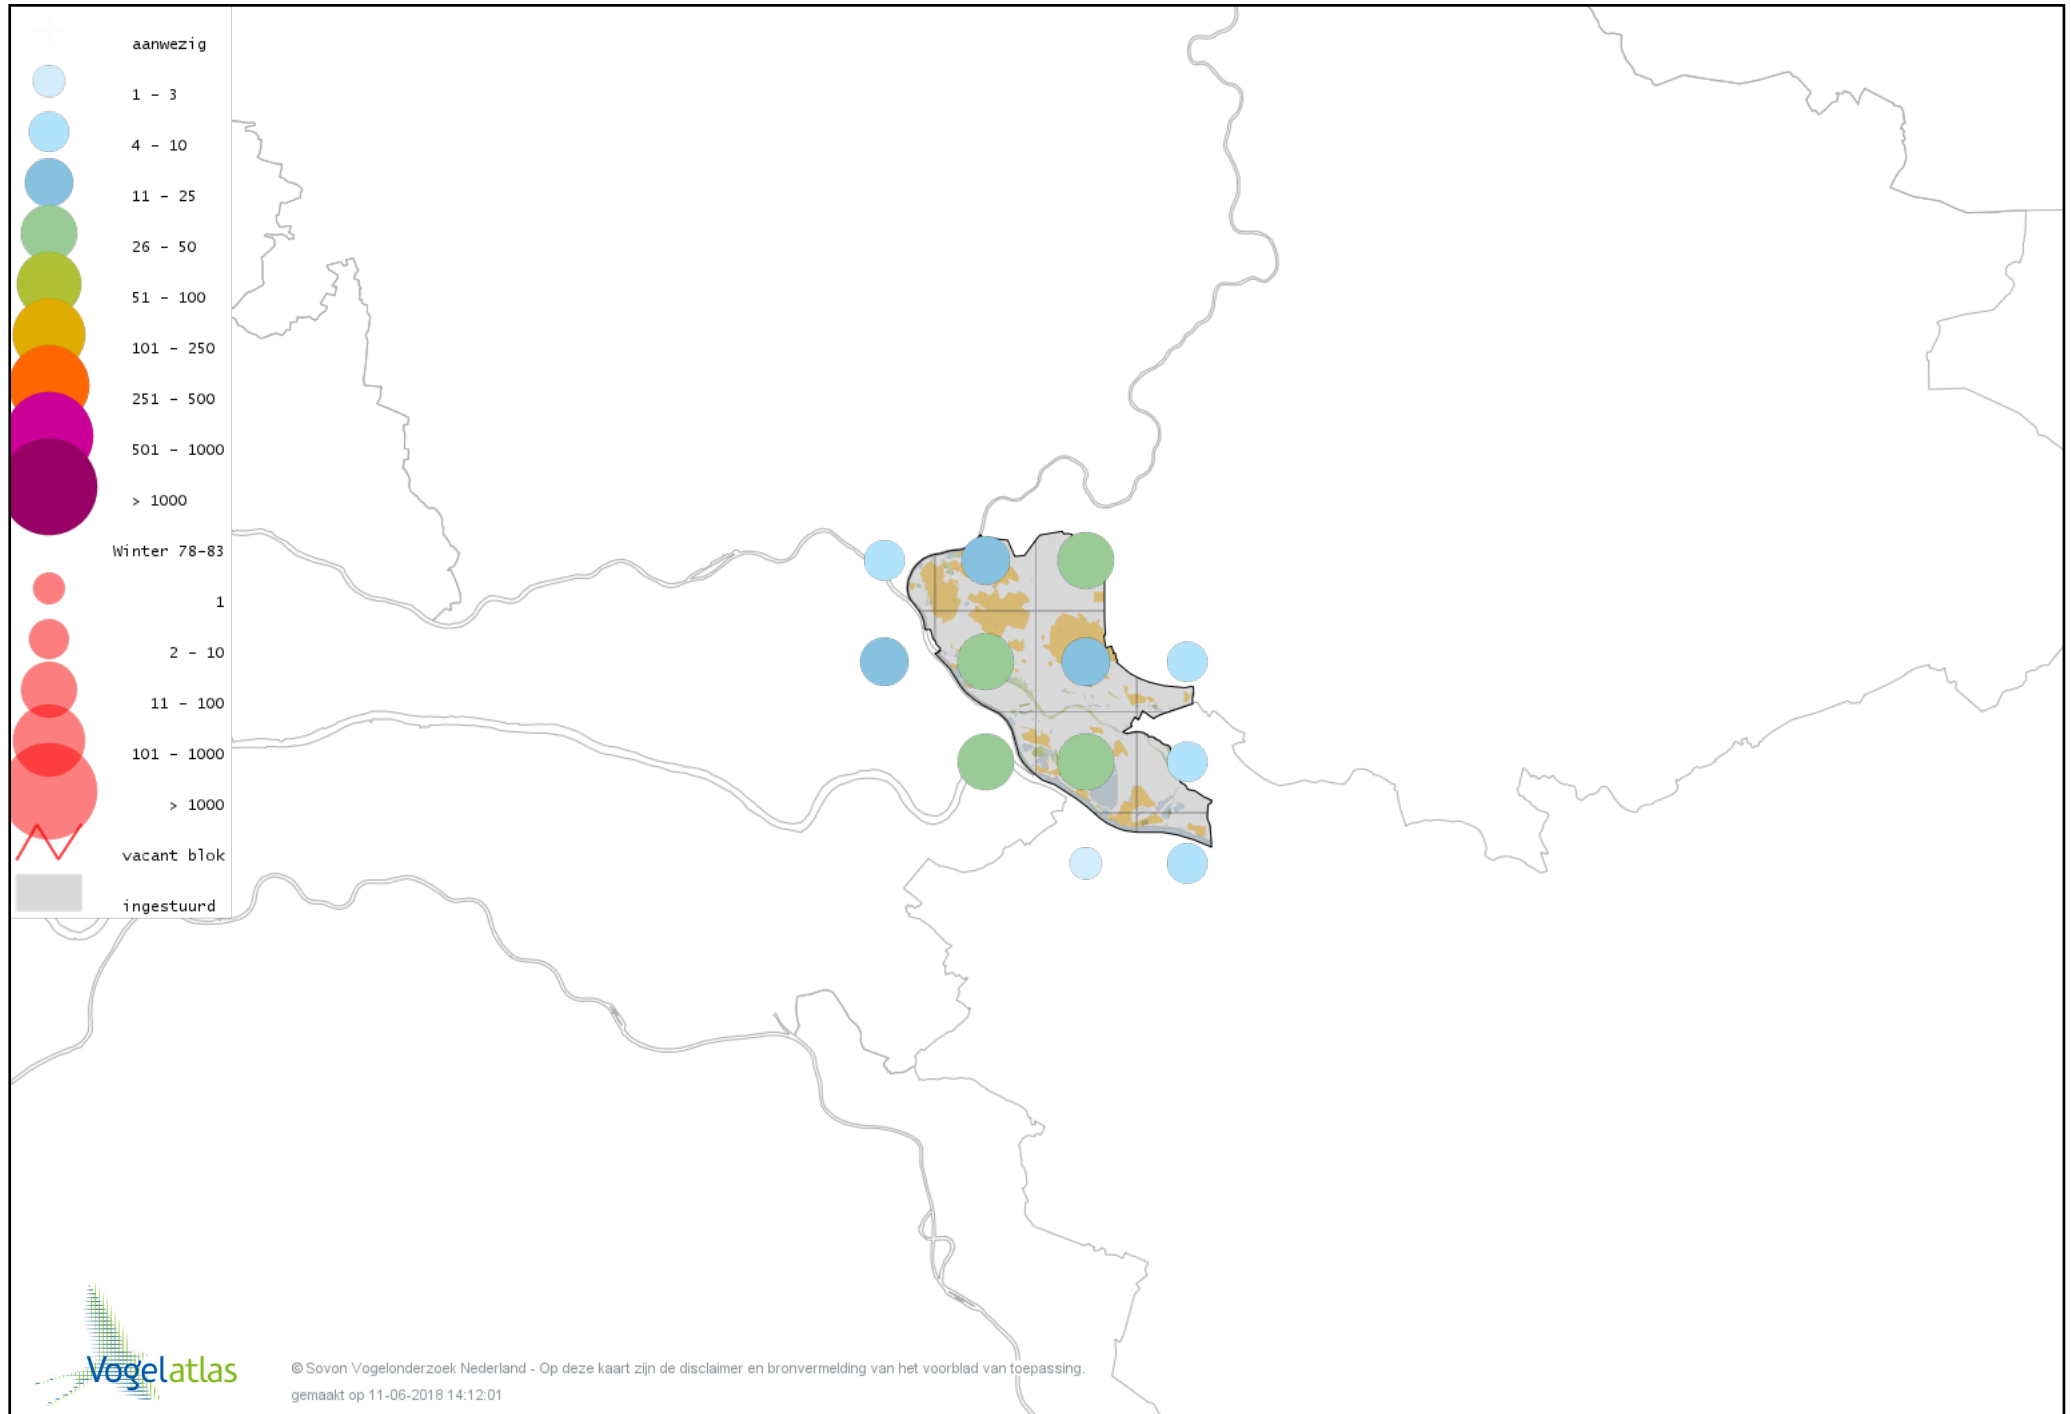 aanwezig
1 - 3
4 - 10
11 - 25
26 - 50
51 - 100
101 - 250
251 - 500
501 - 1000
> 1000
Winter 78-83
1
2 - 10
11 - 100
101 - 1000
> 1000
vacant blok
ingestuurd
Vogelatlas
© Sovon Vogelonderzoek Nederland - Op deze kaart zijn de disclaimer en bronvermelding van het voorblad van toepassing.
gemaakt op 11-06-2018 14:12:01